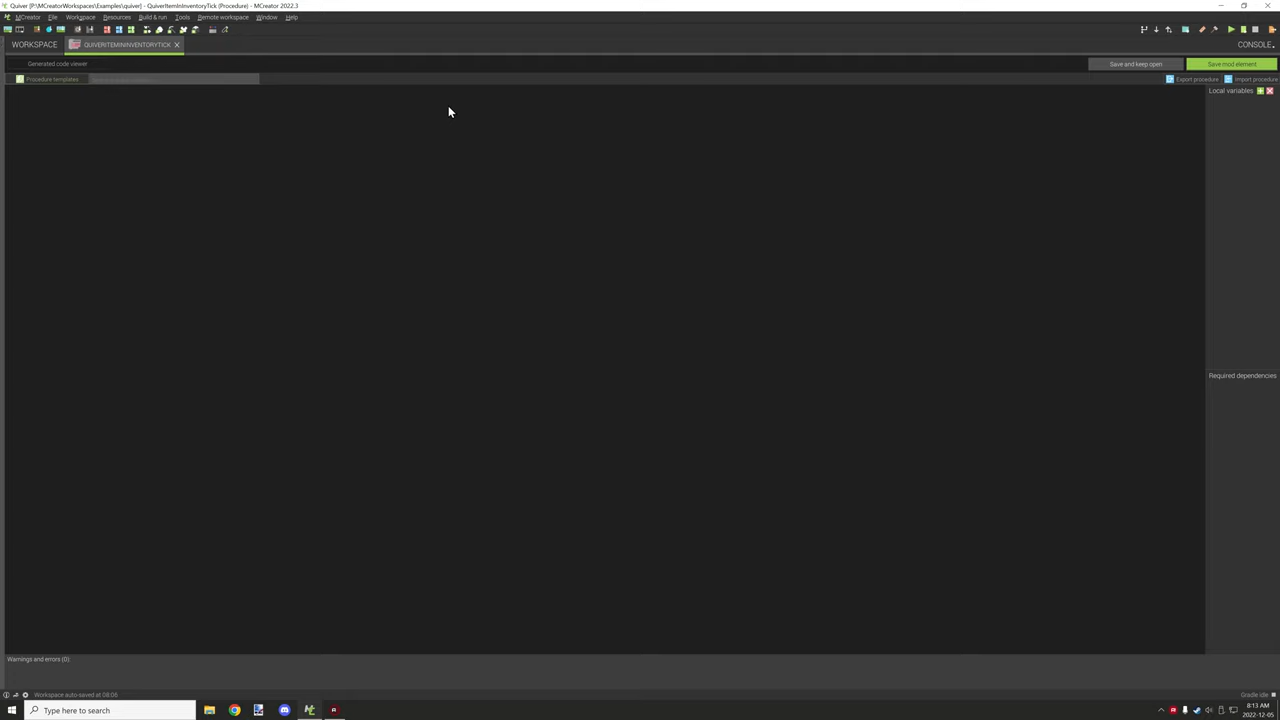 Quiver [P:\MCreatorWorkspaces\Examples\quiver] - QuiverItemInInventoryTick (Procedure) - MCreator 2022.3
MCreator File Workspace Resources Build & run Tools Remote workspace Window Help
WORKSPACE QUIVERITEMININVENTORYTICK CONSOLE
Generated code viewer Save and keep open Save mod element
Procedure templates Export procedure Import procedure
Local variables
Required dependencies
Warnings and errors (0):
Workspace auto-saved at 08:06 Gradle idle
Type here to search 8:13 AM
2022-12-05